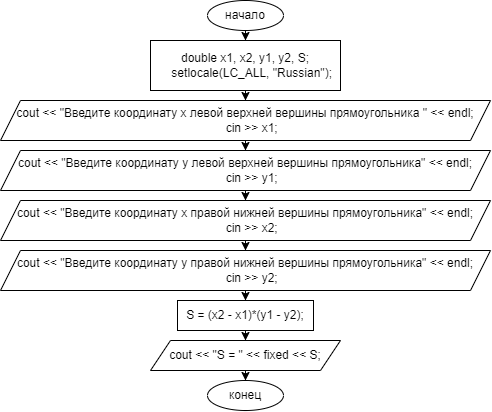 начало
double x1, x2, y1, y2, S;
setlocale(LC_ALL, "Russian");
cout << "Введите координату x левой верхней вершины прямоугольника " << endl;
cin >> x1;
cout << "Введите координату y левой верхней вершины прямоугольника" << endl;
cin >> y1;
cout << "Введите координату x правой нижней вершины прямоугольника" << endl;
cin >> x2;
cout << "Введите координату y правой нижней вершины прямоугольника" << endl;
cin >> y2;
S = (x2 - x1)*(y1 - y2);
cout << "S = " << fixed << S;
конец